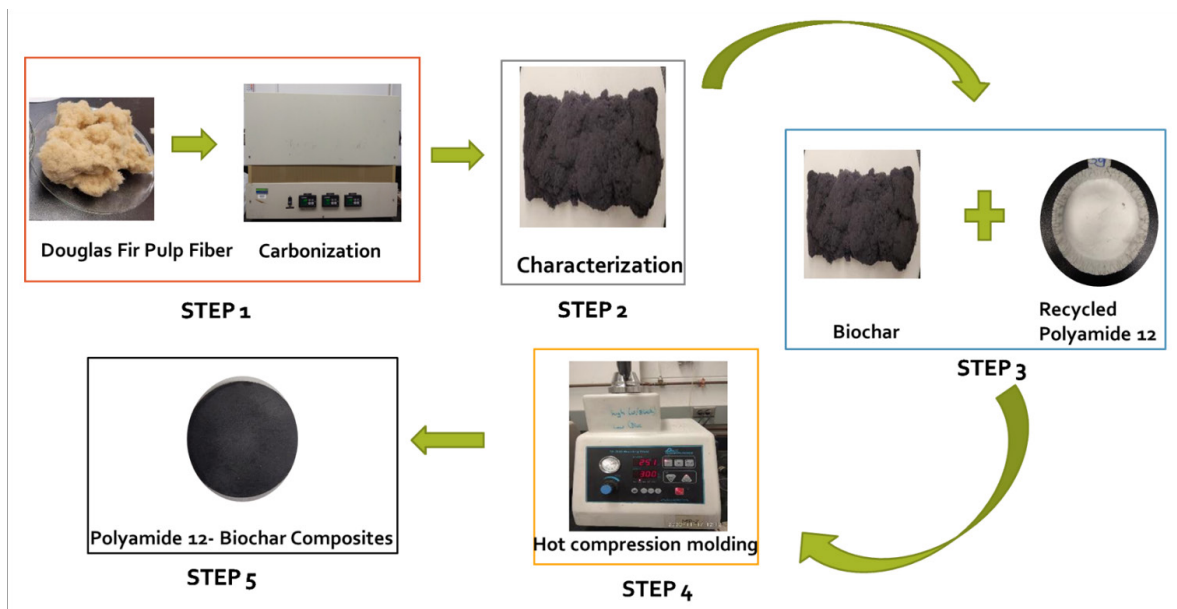 Douglas Fir Pulp Fiber
Carbonization
STEP 1
Characterization
STEP 2
Biochar
Recycled
Polyamide 12
STEP 3
Hot compression molding
STEP 4
Polyamide 12- Biochar Composites
STEP 5